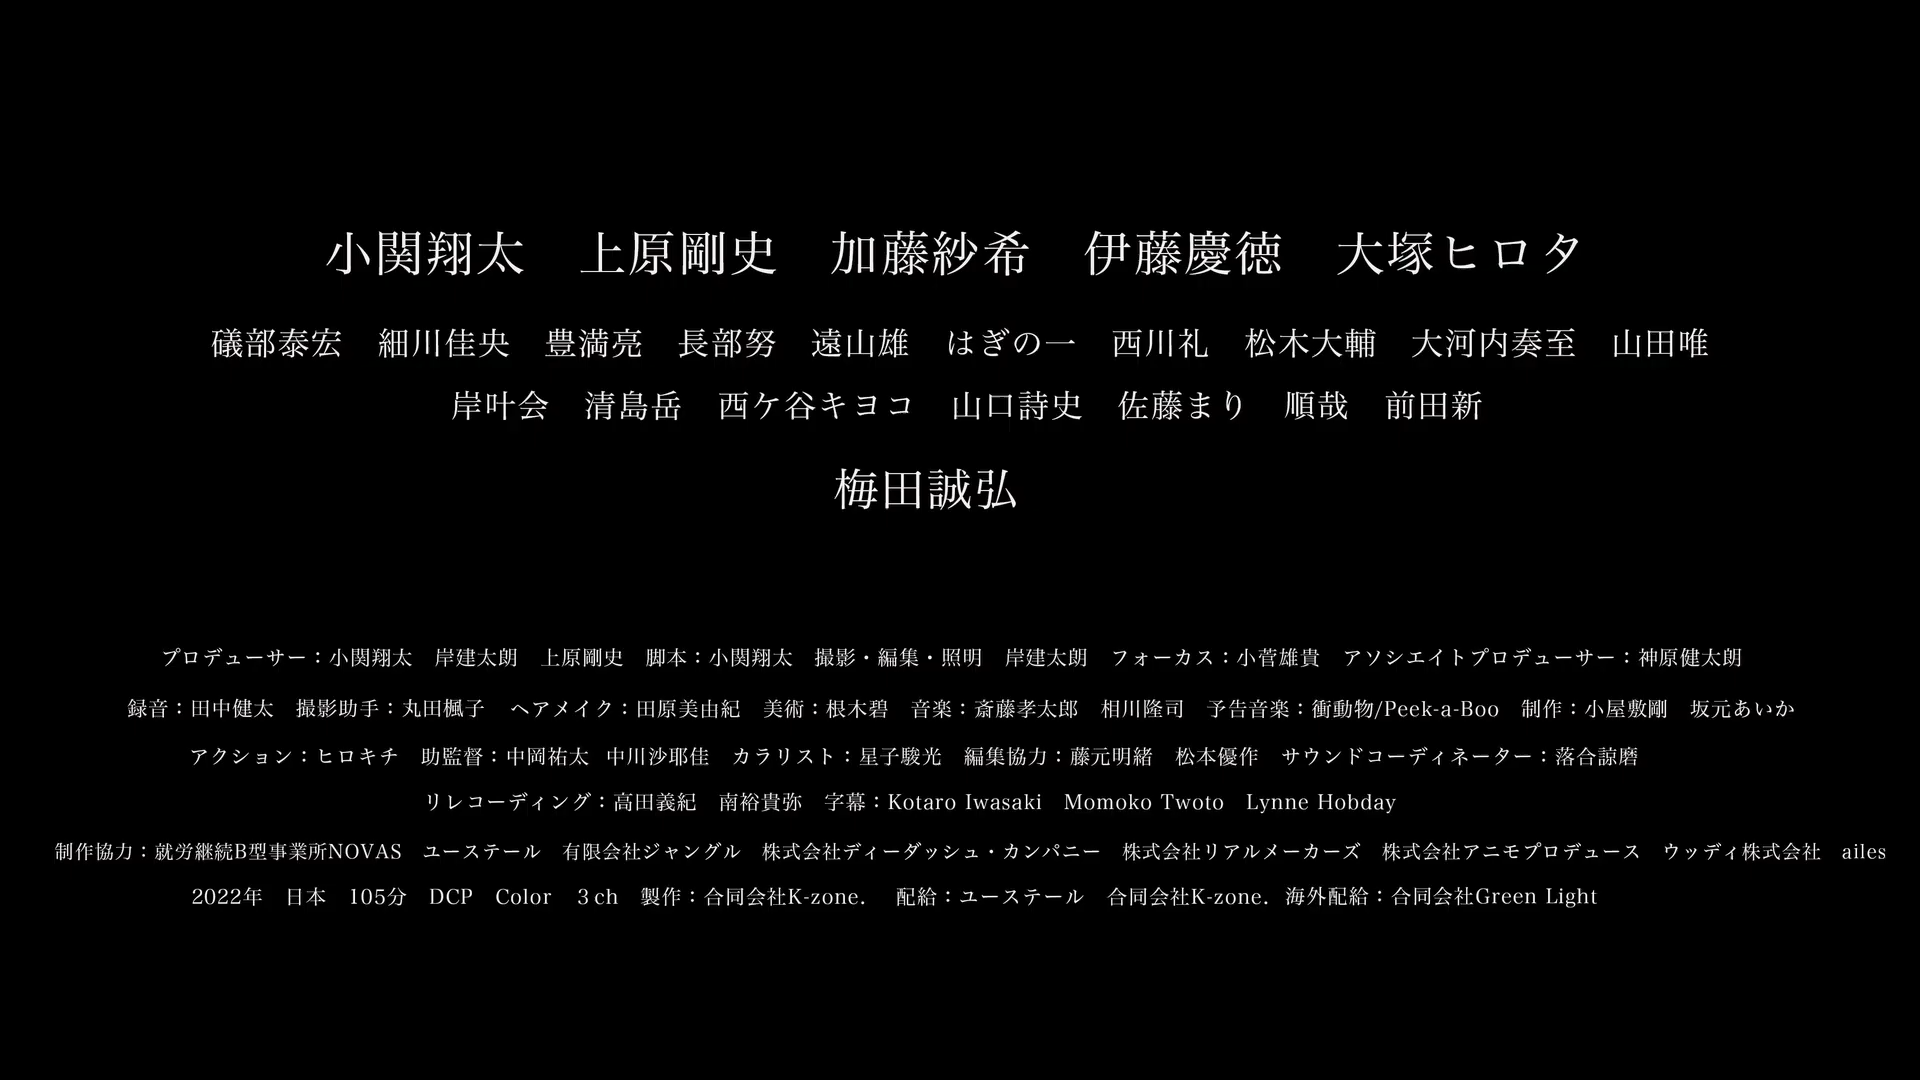 小関翔太　上原剛史　加藤紗希　伊藤慶徳　大塚ヒロタ
礒部泰宏　細川佳央　豊満亮　長部努　遠山雄　はぎの一　西川礼　松木大輔　大河内奏至　山田唯
岸叶会　清島岳　西ケ谷キヨコ　山口詩史　佐藤まり　順哉　前田新
梅田誠弘
プロデューサー：小関翔太　岸建太朗　上原剛史　脚本：小関翔太　撮影・編集・照明　岸建太朗　フォーカス：小菅雄貴　アソシエイトプロデューサー：神原健太朗
録音：田中健太　撮影助手：丸田楓子　ヘアメイク：田原美由紀　美術：根木碧　音楽：斎藤孝太郎　相川隆司　予告音楽：衝動物/Peek-a-Boo　制作：小屋敷剛　坂元あいか
アクション：ヒロキチ　助監督：中岡祐太　中川沙耶佳　カラリスト：星子駿光　編集協力：藤元明緒　松本優作　サウンドコーディネーター：落合諒磨
リレコーディング：高田義紀　南裕貴弥　字幕：Kotaro Iwasaki　Momoko Twoto　Lynne Hobday
制作協力：就労継続B型事業所NOVAS　ユーステール　有限会社ジャングル　株式会社ディーダッシュ・カンパニー　株式会社リアルメーカーズ　株式会社アニモプロデュース　ウッディ株式会社　ailes
2022年　日本　105分　DCP　Color　３ch　製作：合同会社K-zone.　配給：ユーステール　合同会社K-zone.  海外配給：合同会社Green Light